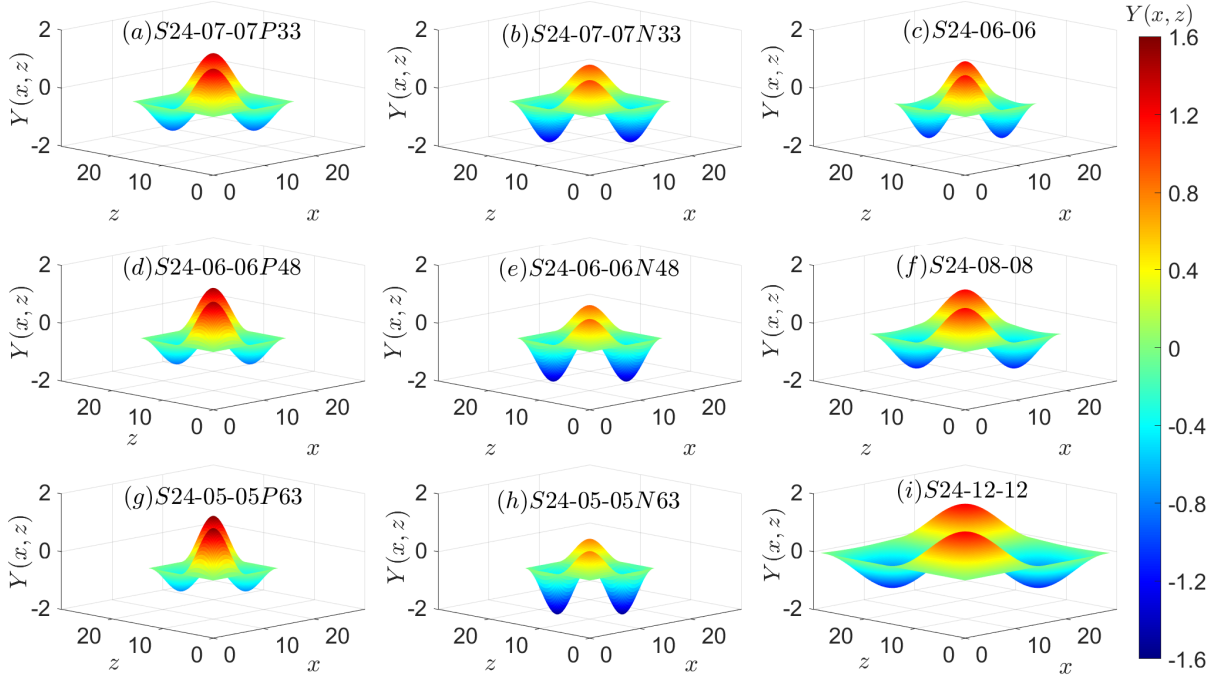 Y(x, z)
(a)S24-07-07P33
(b)S24-07-07N33
(c)S24-06-06
1.6
1.2
0.8
0.4
0
-0.4
-0.8
-1.2
-1.6
Y(x, z)
2
0
-2
20
10
0
0
10
20
z
x
Y(x, z)
2
0
-2
20
10
0
0
10
20
z
x
Y(x, z)
2
0
-2
20
10
0
0
10
20
z
x
(d)S24-06-06P48
(e)S24-06-06N48
(f)S24-08-08
Y(x, z)
2
0
-2
20
10
0
0
10
20
z
x
Y(x, z)
2
0
-2
20
10
0
0
10
20
z
x
Y(x, z)
2
0
-2
20
10
0
0
10
20
z
x
(g)S24-05-05P63
(h)S24-05-05N63
(i)S24-12-12
Y(x, z)
2
0
-2
20
10
0
0
10
20
z
x
Y(x, z)
2
0
-2
20
10
0
0
10
20
z
x
Y(x, z)
2
0
-2
20
10
0
0
10
20
z
x